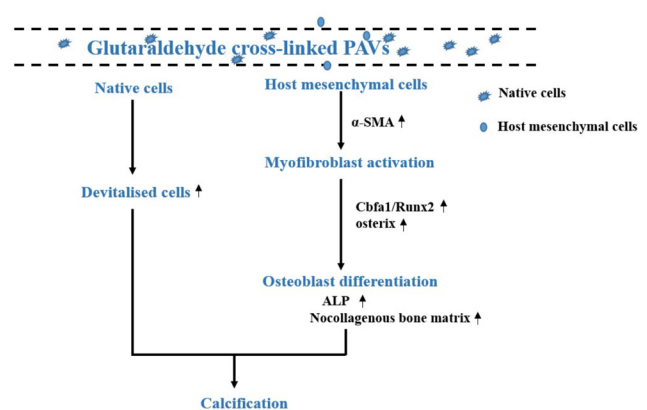 Glutaraldehyde cross-linked PAVs
Native cells
Host mesenchymal cells
Native cells
Host mesenchymal cells
α-SMA
Myofibroblast activation
Devitalised cells
Cbfa1/Runx2
osterix
Osteoblast differentiation
ALP
Nocollagenous bone matrix
Calcification